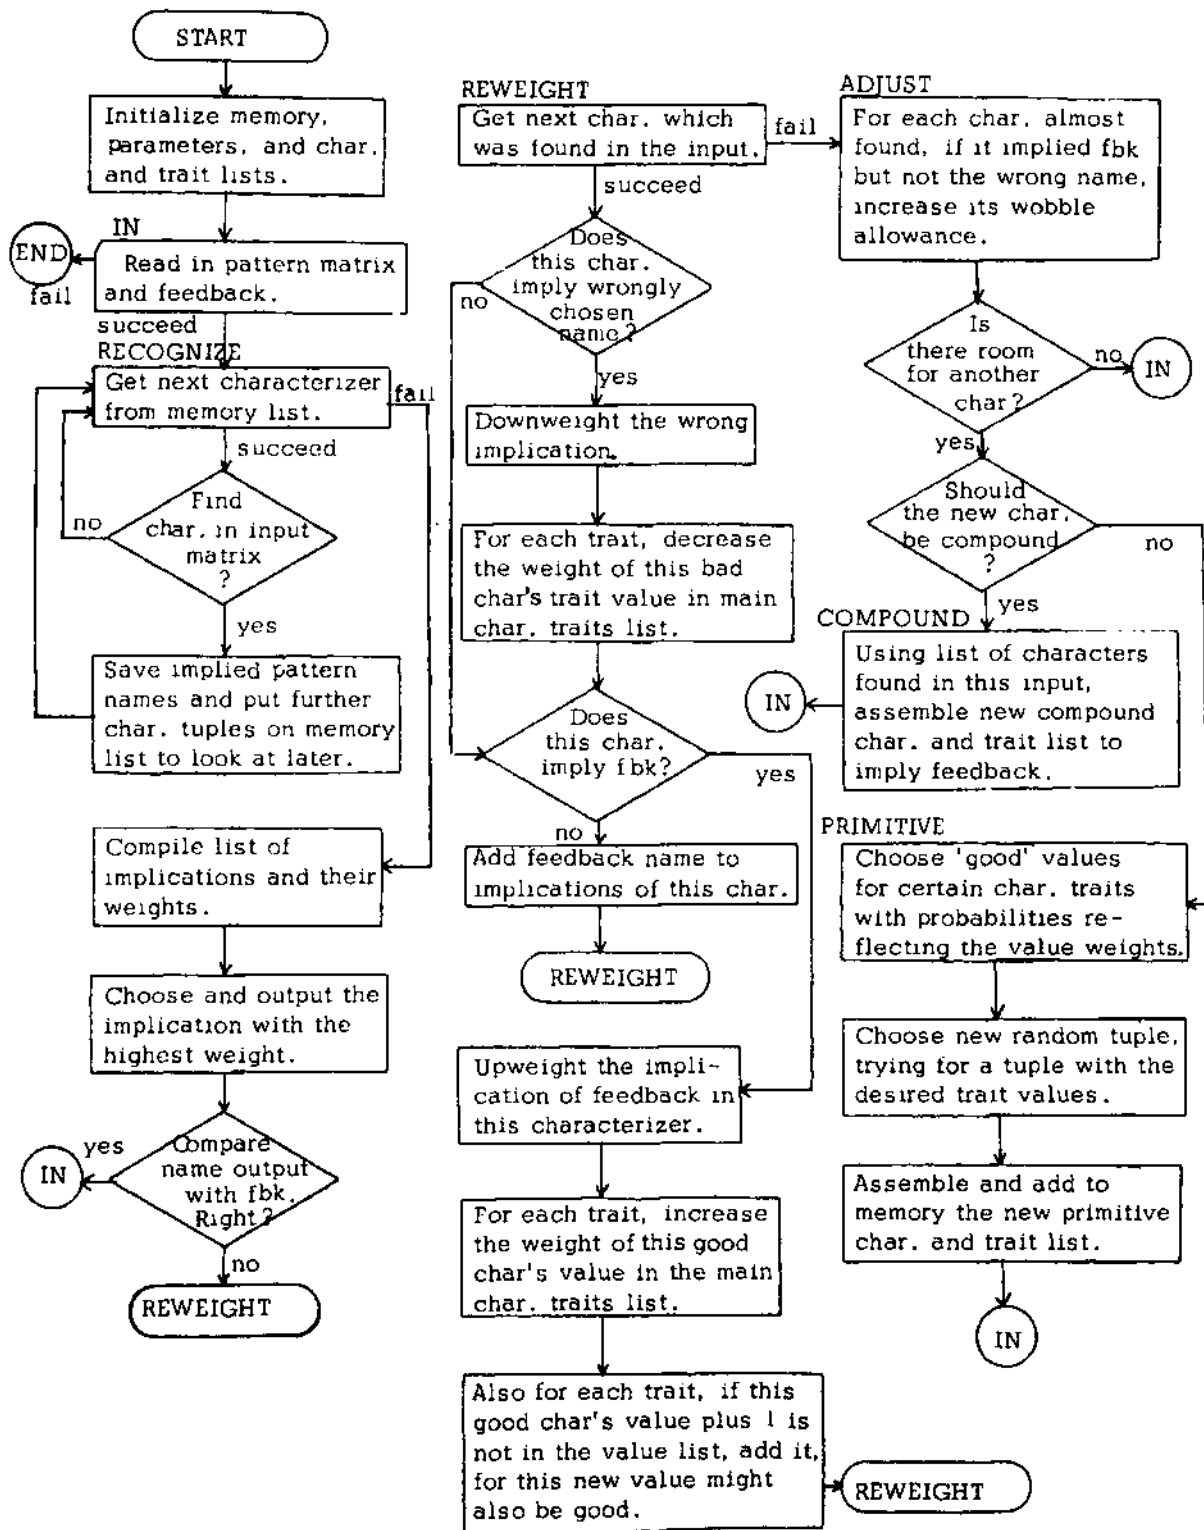 START
Initialize memory,
parameters, and char.
and trait lists.
IN
END
fail
Read in pattern matrix
and feedback.
succeed
RECOGNIZE
Get next characterizer
from memory list.
fail
succeed
no
Find
char. in input
matrix
?
yes
Save implied pattern
names and put further
char. tuples on memory
list to look at later.
Compile list of
implications and their
weights.
Choose and output the
implication with the
highest weight.
yes
IN
Compare
name output
with fbk.
Right?
no
REWEIGHT
REWEIGHT
Get next char. which
was found in the input.
fail
succeed
Does
this char.
imply wrongly
chosen
name?
no
yes
Downweight the wrong
implication.
For each trait, decrease
the weight of this bad
char's trait value in main
char. traits list.
Does
this char.
imply fbk?
yes
no
Add feedback name to
implications of this char.
REWEIGHT
Upweight the impli-
cation of feedback in
this characterizer.
For each trait, increase
the weight of this good
char's value in the main
char. traits list.
Also for each trait, if this
good char's value plus 1 is
not in the value list, add it,
for this new value might
also be good.
REWEIGHT
ADJUST
For each char. almost
found, if it implied fbk
but not the wrong name,
increase its wobble
allowance.
Is
there room
for another
char?
no
IN
yes
Should
the new char.
be compound
?
no
yes
COMPOUND
Using list of characters
found in this input,
assemble new compound
char. and trait list to
imply feedback.
IN
PRIMITIVE
Choose 'good' values
for certain char. traits
with probabilities re-
flecting the value weights.
Choose new random tuple,
trying for a tuple with the
desired trait values.
Assemble and add to
memory the new primitive
char. and trait list.
IN